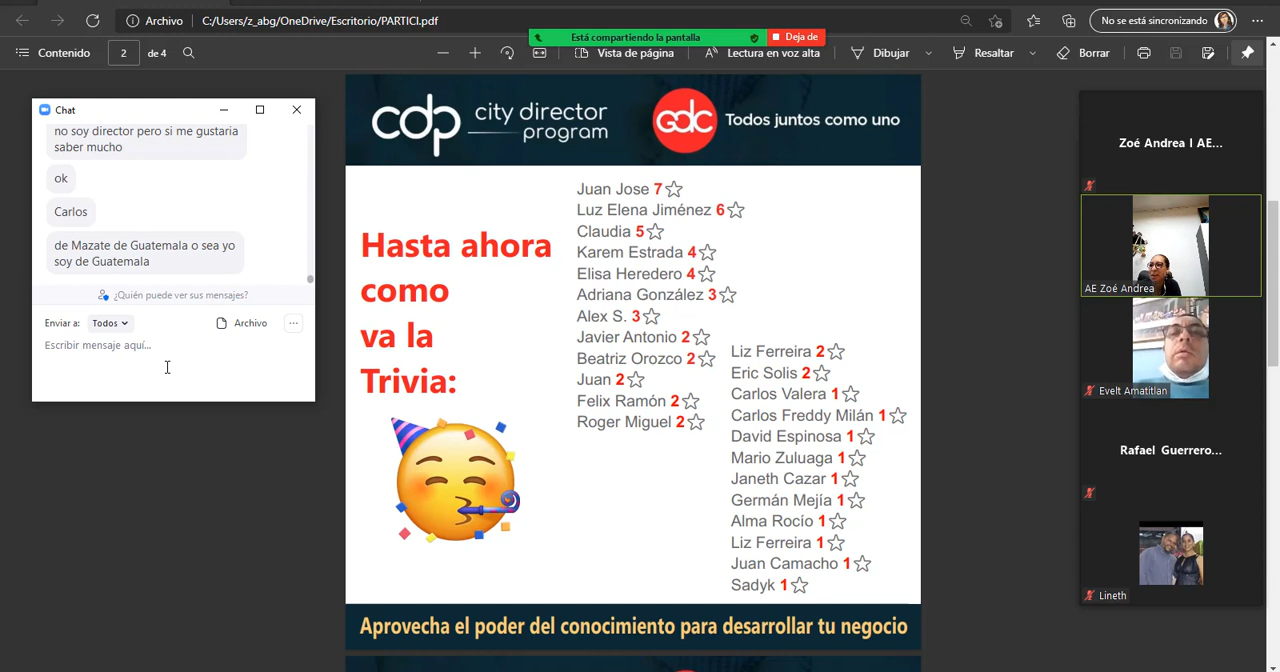 Archivo
C:/Users/z_abg/OneDrive/Escritorio/PARTICI.pdf
No se está sincronizando
Está compartiendo la pantalla
Deja de
Contenido
2
de 4
Vista de página
Lectura en voz alta
Dibujar
Resaltar
Borrar
Chat
no soy director pero si me gustaria
saber mucho
ok
Carlos
de Mazate de Guatemala o sea yo
soy de Guatemala
¿Quién puede ver sus mensajes?
Enviar a:
Todos
Archivo
Escribir mensaje aquí...
cdp
city director
program
GDC
Todos juntos como uno
Hasta ahora
como
va la
Trivia:
Juan Jose 7
Luz Elena Jiménez 6
Claudia 5
Karem Estrada 4
Elisa Heredero 4
Adriana González 3
Alex S. 3
Javier Antonio 2
Beatriz Orozco 2
Juan 2
Felix Ramón 2
Roger Miguel 2
Liz Ferreira 2
Eric Solis 2
Carlos Valera 1
Carlos Freddy Milán 1
David Espinosa 1
Mario Zuluaga 1
Janeth Cazar 1
Germán Mejía 1
Alma Rocío 1
Liz Ferreira 1
Juan Camacho 1
Sadyk 1
Aprovecha el poder del conocimiento para desarrollar tu negocio
Zoé Andrea I AE...
AE Zoé Andrea
Evelt Amatitlan
Rafael Guerrero...
Lineth